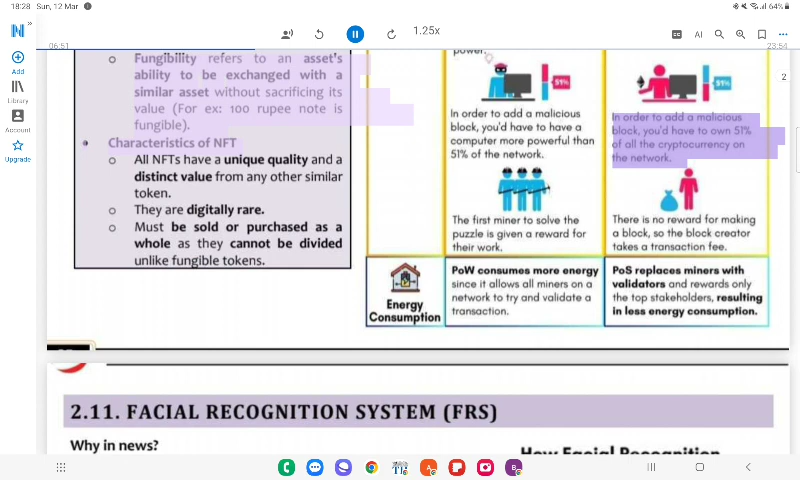 18:28 Sun, 12 Mar
64%
N
»
1.25x
AI
06:51
23:54
Add
Library
Account
Upgrade
2
o Fungibility refers to an asset's
ability to be exchanged with a
similar asset without sacrificing its
value (For ex: 100 rupee note is
fungible).
• Characteristics of NFT
o All NFTs have a unique quality and a
distinct value from any other similar
token.
o They are digitally rare.
o Must be sold or purchased as a
whole as they cannot be divided
unlike fungible tokens.
power.
51%
In order to add a malicious
block, you'd have to have a
computer more powerful than
51% of the network.
The first miner to solve the
puzzle is given a reward for
their work.
51%
In order to add a malicious
block, you'd have to own 51%
of all the cryptocurrency on
the network.
There is no reward for making
a block, so the block creator
takes a transaction fee.
Energy
Consumption
PoW consumes more energy
since it allows all miners on a
network to try and validate a
transaction.
PoS replaces miners with
validators and rewards only
the top stakeholders, resulting
in less energy consumption.
2.11. FACIAL RECOGNITION SYSTEM (FRS)
Why in news?
How Facial Recognition